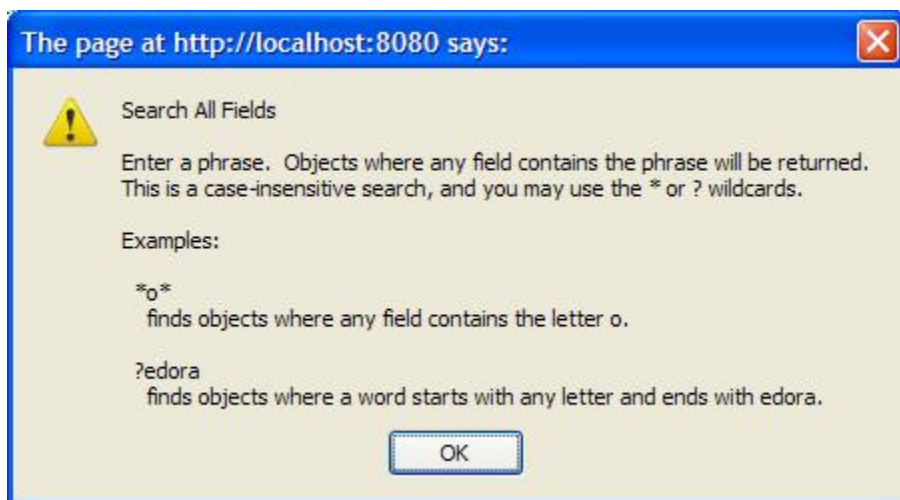 The page at http://localhost:8080 says:
Search All Fields
Enter a phrase. Objects where any field contains the phrase will be returned.
This is a case-insensitive search, and you may use the * or ? wildcards.
Examples:
*o*
finds objects where any field contains the letter o.
?edora
finds objects where a word starts with any letter and ends with edora.
OK